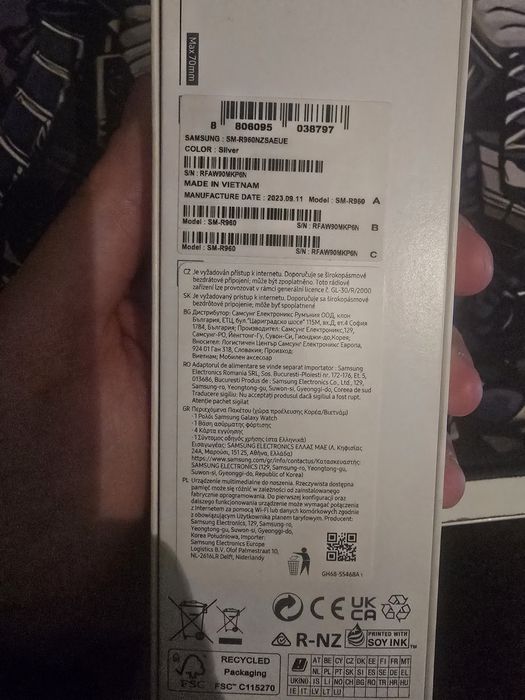 Max70mm
8 806095 038797
SAMSUNG : SM-R960NZSAEUE
COLOR : Silver
S/N : RFAW90MKP6N
MADE IN VIETNAM
MANUFACTURE DATE : 2023.09.11 Model : SM-R960 A
Model : SM-R960 S/N : RFAW90MKP6N B
Model : SM-R960 S/N : RFAW90MKP6N C
CZ Je vyžadován přístup k internetu. Doporučuje se širokopásmové
bezdrátové připojení; může být zpoplatněno. Toto rádiové
zařízení lze provozovat v rámci generální licence č. GL-30/R/2000
SK Je vyžadovaný prístup k internetu. Doporučuje sa širokopásmové
bezdrôtové pripojenie; môže byť spoplatnené
BG Дистрибутор: Самсунг Електроникс Румъния ООД, клон
България, ЕТЦ, бул."Цариградско шосе" 115М, вх.Д, ет.4 София
1784, България; Производител: Самсунг Електроникс,129,
Самсунг-РО, Йенгтонг-Гу, Сувон-Си, Гионджи-до,Корея,
Вносител: Логистичен Център Самсунг Електроникс Европа,
924 01 Ган 318, Словакия; Произход:
Виетнам; Мобилен аксесоар
RO Adaptorul de alimentare se vinde separat Importator : Samsung
Electronics Romania SRL, Sos. Bucuresti-Ploiesti nr. 172-176, Et. 5,
013686, Bucuresti Produs de : Samsung Electronics Co., Ltd., 129,
Samsung-ro, Yeongtong-gu, Suwon-si, Gyeonggi-do, Coreea de sud
Traducere sigiliu: Nu acceptați produsul dacă sigiliul a fost rupt.
Atenție pachet sigilat
GR Περιεχόμενα Πακέτου (χώρα προέλευσης Κορέα/Βιετνάμ)
· 1 Ρολόι Samsung Galaxy Watch
· 1 Βάση ασύρματης φόρτισης
· 4 Κάρτα εγγύησης
· 1 Σύντομος οδηγός χρήσης (στα Ελληνικά)
Εισαγωγέας: SAMSUNG ELECTRONICS ΕΛΛΑΣ ΜΑΕ (Λ. Κηφισίας
24Α, Μαρούσι, 15125, Αθήνα, Ελλάδα)
https://www.samsung.com/gr/info/contactus/Κατασκευαστής:
SAMSUNG ELECTRONICS (129, Samsung-ro, Yeongtong-gu,
Suwon-si, Gyeonggi-do, Republic of Korea)
PL Urządzenie multimedialne do noszenia. Rzeczywista dostępna
pamięć może się różnić w zależności od zainstalowanego
fabrycznie oprogramowania. Do pierwszej konfiguracji oraz
dalszego funkcjonowania urządzenie może wymagać połączenia
z Internetem za pomocą Wi-Fi lub danych komórkowych zgodnie
z obowiązującym Użytkownika planem taryfowym. Producent:
Samsung Electronics, 129, Samsung-ro,
Yeongtong-gu, Suwon-si, Gyeonggi-do,
Korea Południowa, Importer:
Samsung Electronics Europe
Logistics B.V. Olof Palmestraat 10,
NL-2616LR Delft, Niderlandy
GH68-55468A
CE UK CA
R-NZ PRINTED WITH SOY INK™
FSC RECYCLED
Packaging
FSC™ C115270
AT BE CY CZ DK EE FI FR MT
NL PL PT SK SI ES SE DE EL
UK(NI) IS LI NO CH BG RO TR HR HU
IE IT LV LT LU